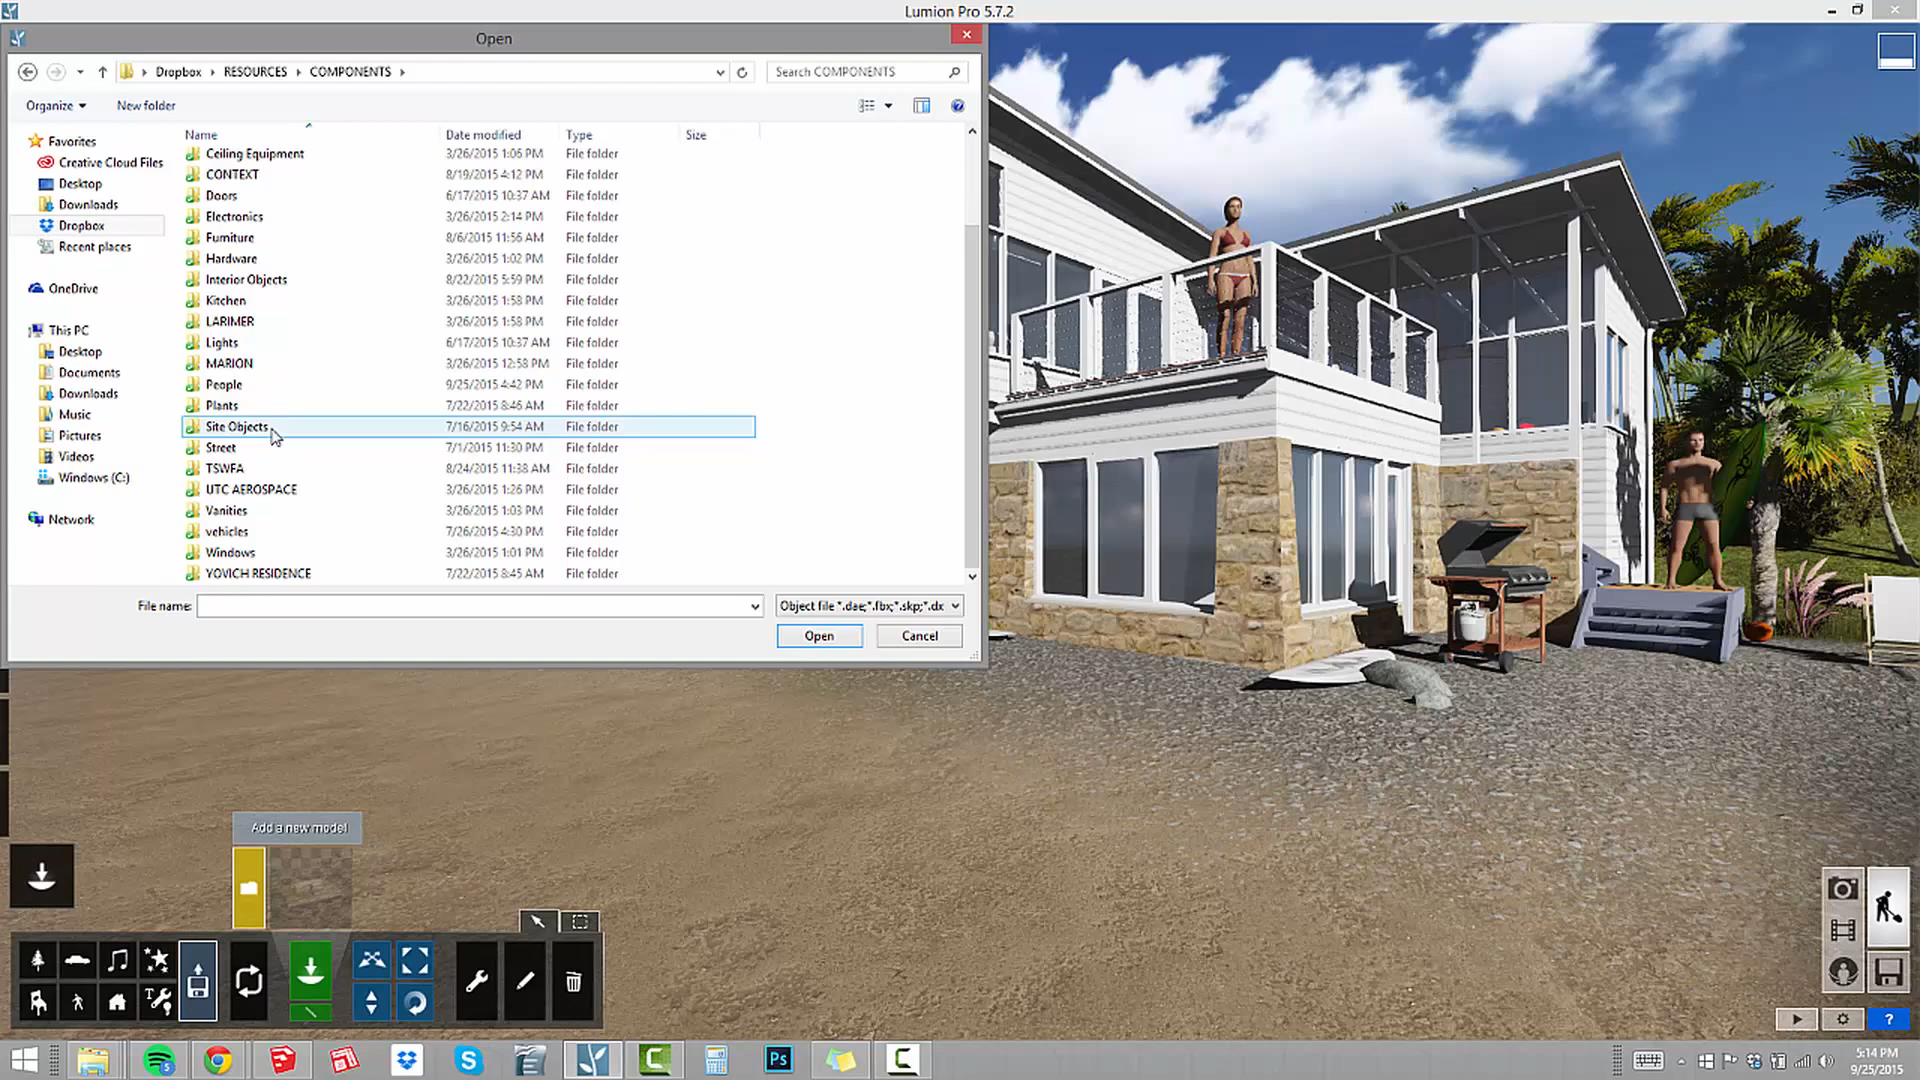 Lumion Pro 5.7.2
Open
Dropbox RESOURCES COMPONENTS
Search COMPONENTS
Organize
New folder
Name Date modified Type Size
Favorites
Creative Cloud Files
Desktop
Downloads
Dropbox
Recent places
OneDrive
This PC
Desktop
Documents
Downloads
Music
Pictures
Videos
Windows (C:)
Network
Ceiling Equipment 3/26/2015 1:06 PM File folder
CONTEXT 8/19/2015 4:12 PM File folder
Doors 6/17/2015 10:37 AM File folder
Electronics 3/26/2015 2:14 PM File folder
Furniture 8/6/2015 11:56 AM File folder
Hardware 3/26/2015 1:02 PM File folder
Interior Objects 8/22/2015 5:59 PM File folder
Kitchen 3/26/2015 1:58 PM File folder
LARIMER 3/26/2015 1:58 PM File folder
Lights 6/17/2015 10:37 AM File folder
MARION 3/26/2015 12:58 PM File folder
People 9/25/2015 4:42 PM File folder
Plants 7/22/2015 8:46 AM File folder
Site Objects 7/16/2015 9:54 AM File folder
Street 7/1/2015 11:30 PM File folder
TSWFA 8/24/2015 11:38 AM File folder
UTC AEROSPACE 3/26/2015 1:26 PM File folder
Vanities 3/26/2015 1:03 PM File folder
vehicles 7/26/2015 4:30 PM File folder
Windows 3/26/2015 1:01 PM File folder
YOVICH RESIDENCE 7/22/2015 8:45 AM File folder
File name:
Object file *.dae;*.fbx;*.skp;*.dx
Open
Cancel
Add a new model
Ps
5:14 PM
9/25/2015